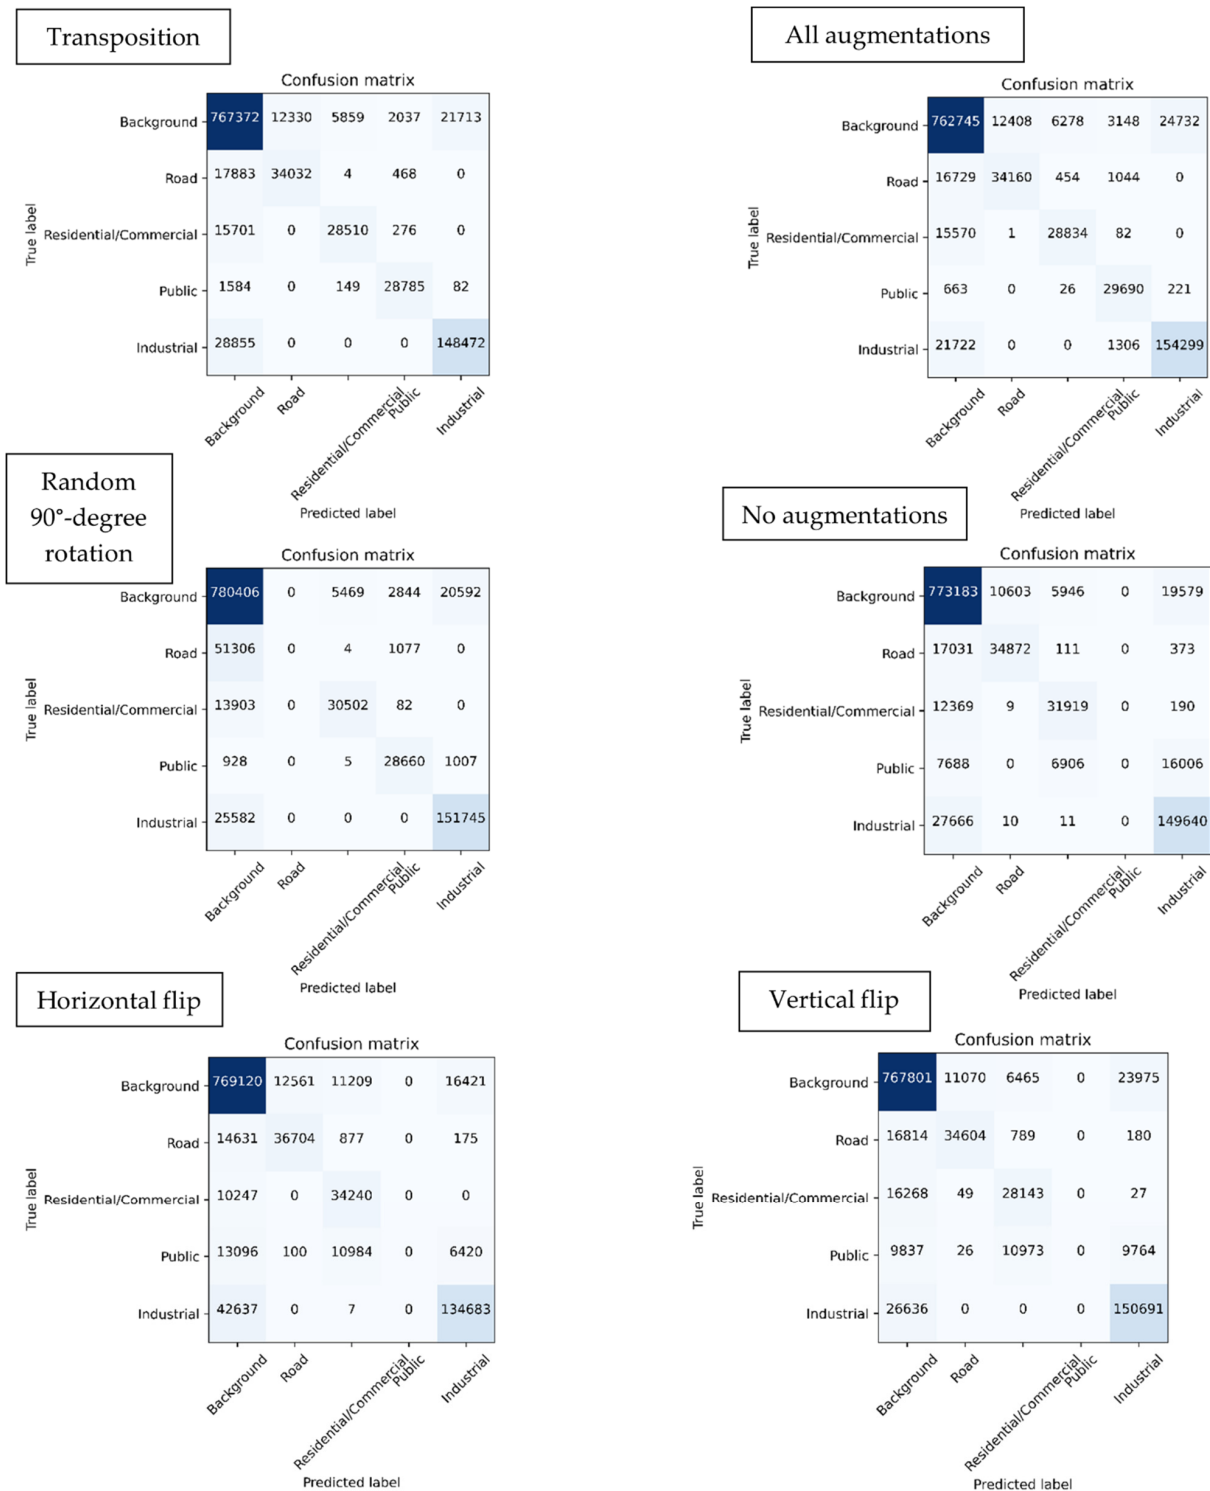 Transposition
Confusion matrix
Background 767372 12330 5859 2037 21713
Road 17883 34032 4 468 0
Residential/Commercial 15701 0 28510 276 0
Public 1584 0 149 28785 82
Industrial 28855 0 0 0 148472
True label
Background Road Residential/Commercial Public Industrial
Predicted label
All augmentations
Confusion matrix
Background 762745 12408 6278 3148 24732
Road 16729 34160 454 1044 0
Residential/Commercial 15570 1 28834 82 0
Public 663 0 26 29690 221
Industrial 21722 0 0 1306 154299
True label
Background Road Residential/Commercial Public Industrial
Predicted label
Random
90°-degree
rotation
Confusion matrix
Background 780406 0 5469 2844 20592
Road 51306 0 4 1077 0
Residential/Commercial 13903 0 30502 82 0
Public 928 0 5 28660 1007
Industrial 25582 0 0 0 151745
True label
Background Road Residential/Commercial Public Industrial
Predicted label
No augmentations
Confusion matrix
Background 773183 10603 5946 0 19579
Road 17031 34872 111 0 373
Residential/Commercial 12369 9 31919 0 190
Public 7688 0 6906 0 16006
Industrial 27666 10 11 0 149640
True label
Background Road Residential/Commercial Public Industrial
Predicted label
Horizontal flip
Confusion matrix
Background 769120 12561 11209 0 16421
Road 14631 36704 877 0 175
Residential/Commercial 10247 0 34240 0 0
Public 13096 100 10984 0 6420
Industrial 42637 0 7 0 134683
True label
Background Road Residential/Commercial Public Industrial
Predicted label
Vertical flip
Confusion matrix
Background 767801 11070 6465 0 23975
Road 16814 34604 789 0 180
Residential/Commercial 16268 49 28143 0 27
Public 9837 26 10973 0 9764
Industrial 26636 0 0 0 150691
True label
Background Road Residential/Commercial Public Industrial
Predicted label